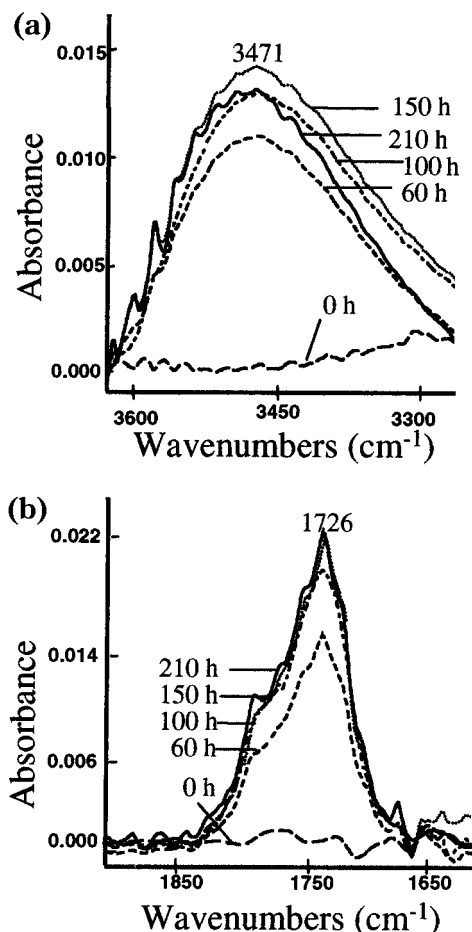 (a)
0.015
3471
150 h
210 h
100 h
60 h
0.010
0.005
0 h
0.000
Absorbance
3600 3450 3300
Wavenumbers (cm⁻¹)
(b)
1726
0.022
0.014
210 h
150 h
100 h
60 h
0.006
0 h
0.000
Absorbance
1850 1750 1650
Wavenumbers (cm⁻¹)